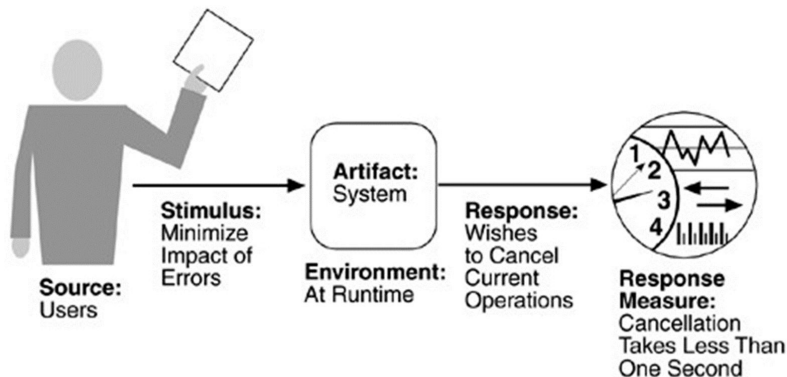 Source:
Users
Stimulus:
Minimize
Impact of
Errors
Artifact:
System
Environment:
At Runtime
Response:
Wishes
to Cancel
Current
Operations
1
2
3
4
Response
Measure:
Cancellation
Takes Less Than
One Second